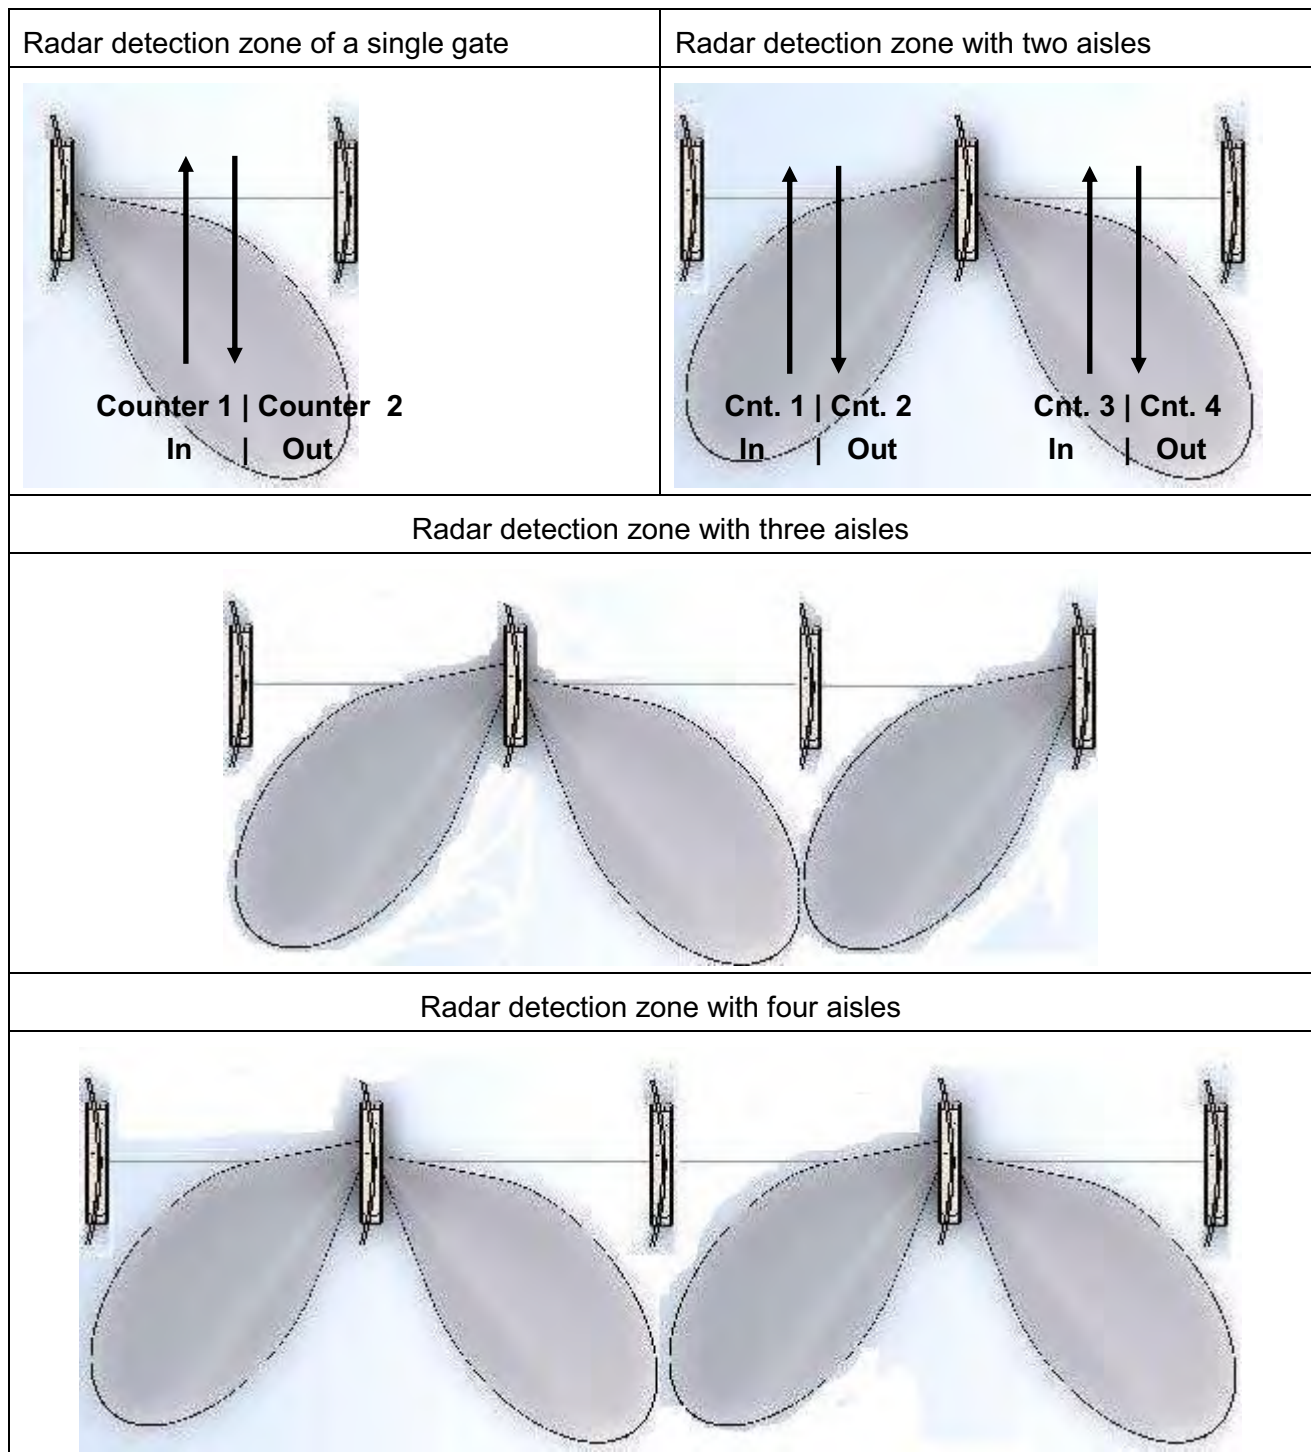 Radar detection zone of a single gate
Radar detection zone with two aisles
Counter 1 | Counter 2
In | Out
Cnt. 1 | Cnt. 2
In | Out
Cnt. 3 | Cnt. 4
In | Out
Radar detection zone with three aisles
Radar detection zone with four aisles